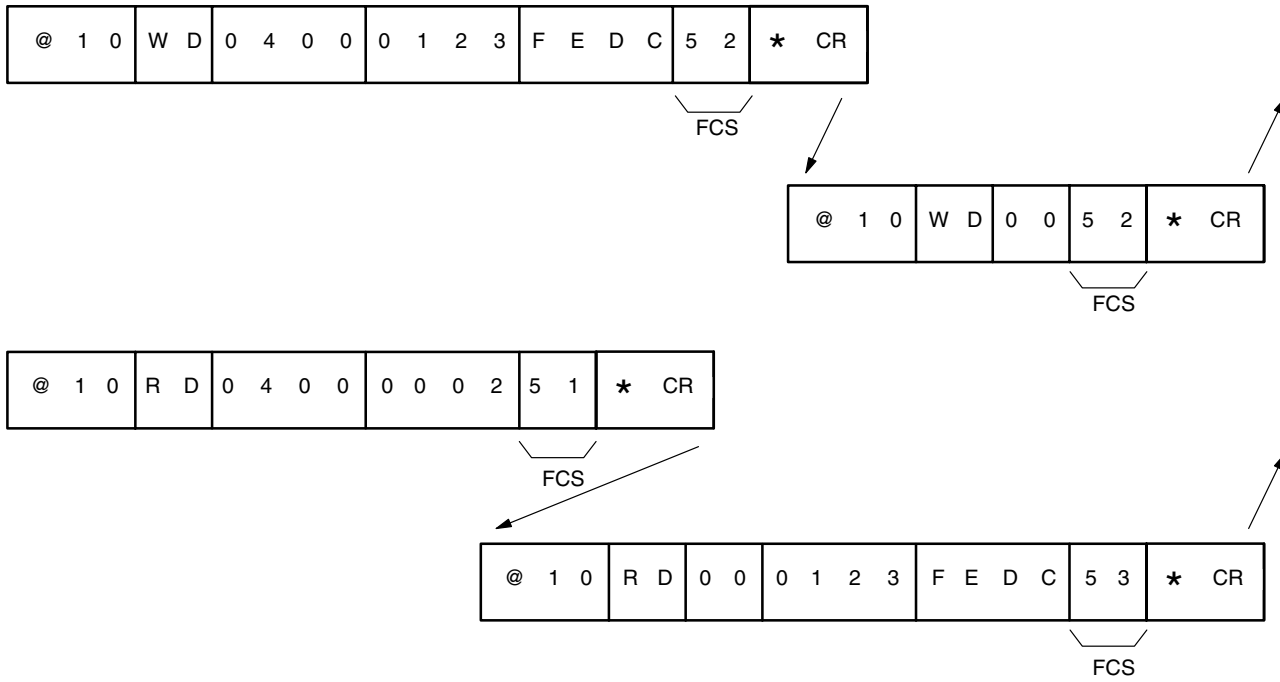 @ 1 0 W D 0 4 0 0 0 1 2 3 F E D C 5 2 * CR
FCS
@ 1 0 W D 0 0 5 2 * CR
FCS
@ 1 0 R D 0 4 0 0 0 0 0 2 5 1 * CR
FCS
@ 1 0 R D 0 0 0 1 2 3 F E D C 5 3 * CR
FCS